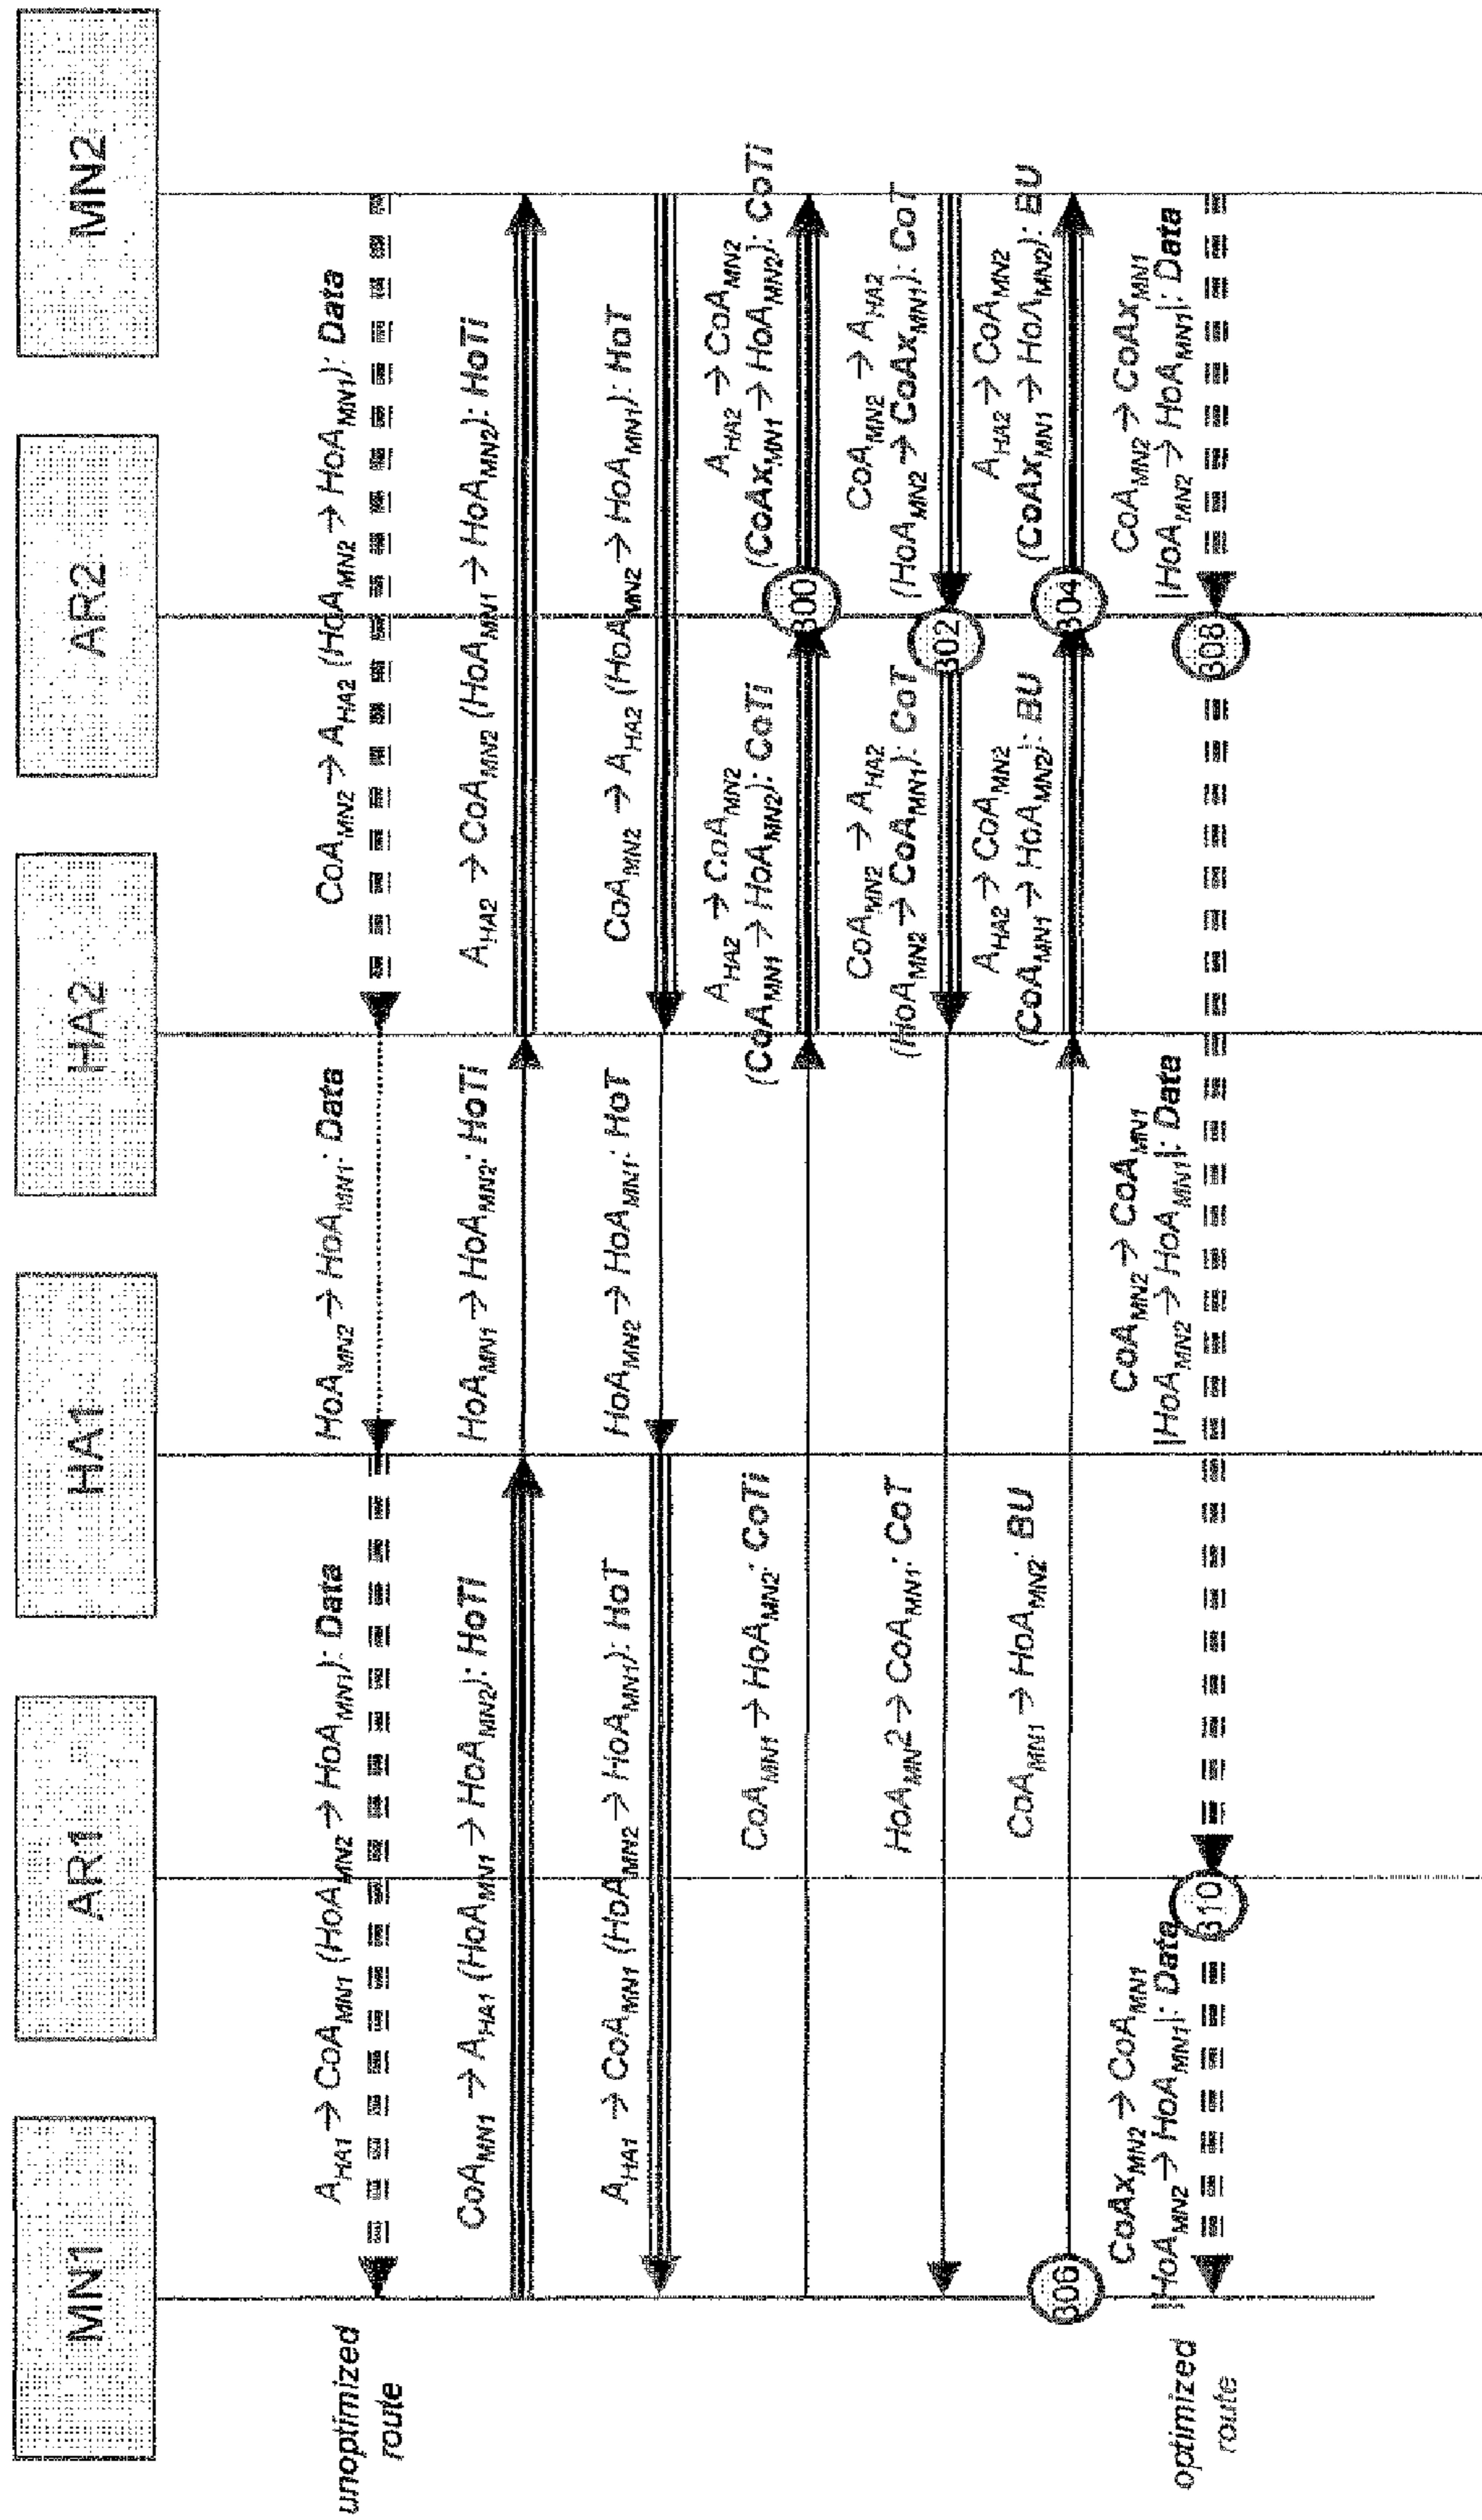 MN1
AR1
HA1
HA2
AR2
MN2
unoptimized
route
A_HA1 → CoA_MN1 (HoA_MN2 → HoA_MN1): Data
HoA_MN2 → HoA_MN1: Data
CoA_MN2 → A_HA2 (HoA_MN2 → HoA_MN1): Data
CoA_MN1 → A_HA1 (HoA_MN1 → HoA_MN2): HoTi
HoA_MN1 → HoA_MN2: HoTi
A_HA2 → CoA_MN2 (HoA_MN1 → HoA_MN2): HoTi
A_HA1 → CoA_MN1 (HoA_MN2 → HoA_MN1): HoT
HoA_MN2 → HoA_MN1: HoT
CoA_MN2 → A_HA2 (HoA_MN2 → HoA_MN1): HoT
CoA_MN1 → HoA_MN2: CoTi
A_HA2 → CoA_MN2
(CoA_MN1 → HoA_MN2): CoTi
300
A_HA2 → CoA_MN2
(CoAx_MN1 → HoA_MN2): CoTi
HoA_MN2 → CoA_MN1: CoT
CoA_MN2 → A_HA2
(HoA_MN2 → CoA_MN1): CoT
302
CoA_MN2 → A_HA2
(HoA_MN2 → CoAx_MN1): CoT
306
CoA_MN1 → HoA_MN2: BU
A_HA2 → CoA_MN2
(CoA_MN1 → HoA_MN2): BU
304
A_HA2 → CoA_MN2
(CoAx_MN1 → HoA_MN2): BU
optimized
route
CoAx_MN2 → CoA_MN1
|HoA_MN2 → HoA_MN1|: Data
310
CoA_MN2 → CoA_MN1
|HoA_MN2 → HoA_MN1|: Data
308
CoA_MN2 → CoAx_MN1
|HoA_MN2 → HoA_MN1|: Data